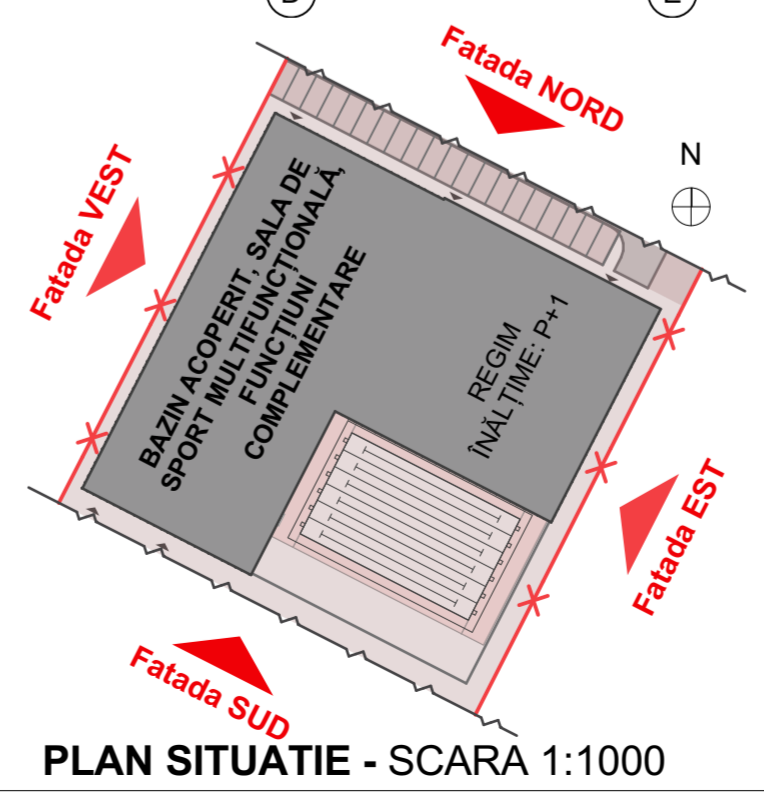 Fatada NORD
N
Fatada VEST
BAZIN ACOPERIT, SALA DE
SPORT MULTIFUNCȚIONALĂ,
FUNCȚIUNI
COMPLEMENTARE
REGIM
ÎNĂLȚIME: P+1
Fatada EST
Fatada SUD
PLAN SITUATIE - SCARA 1:1000